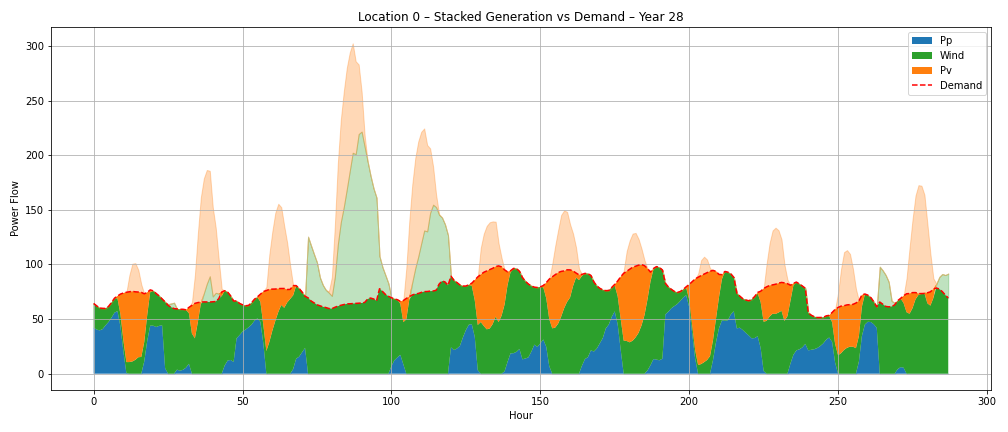 Location 0 – Stacked Generation vs Demand – Year 28
Power Flow
300
250
200
150
100
50
0
Pp
Wind
Pv
Demand
0 50 100 150 200 250 300
Hour